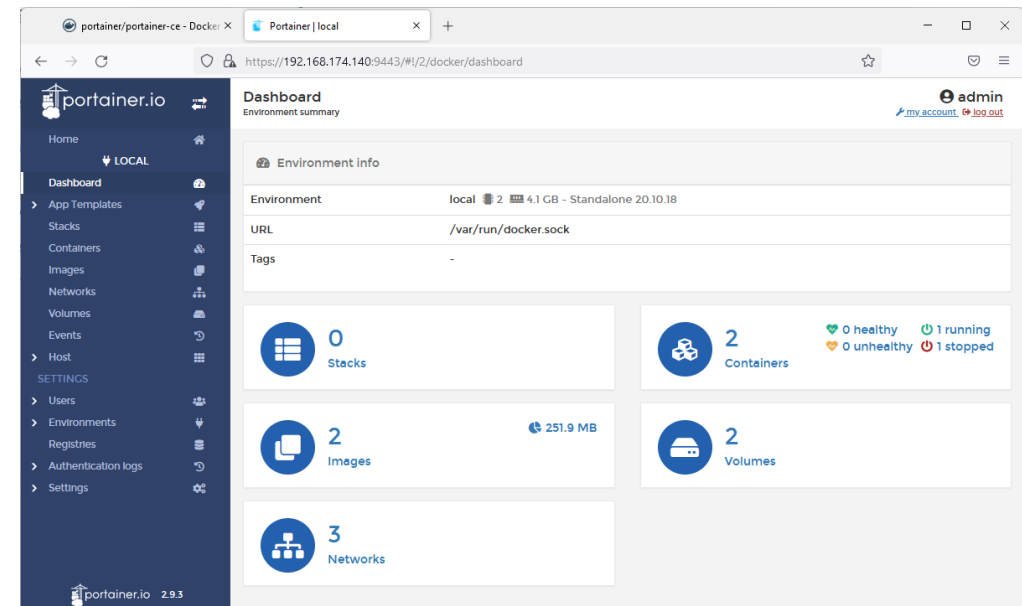 portainer/portainer-ce - Docker
Portainer | local
https://192.168.174.140:9443/#!/2/docker/dashboard
portainer.io
Home
LOCAL
Dashboard
App Templates
Stacks
Containers
Images
Networks
Volumes
Events
Host
SETTINGS
Users
Environments
Registries
Authentication logs
Settings
portainer.io 2.9.3
Dashboard
Environment summary
admin
my account log out
Environment info
Environment local 2 4.1 GB - Standalone 20.10.18
URL /var/run/docker.sock
Tags -
0
Stacks
2
Containers
0 healthy 1 running
0 unhealthy 1 stopped
2
Images
251.9 MB
2
Volumes
3
Networks